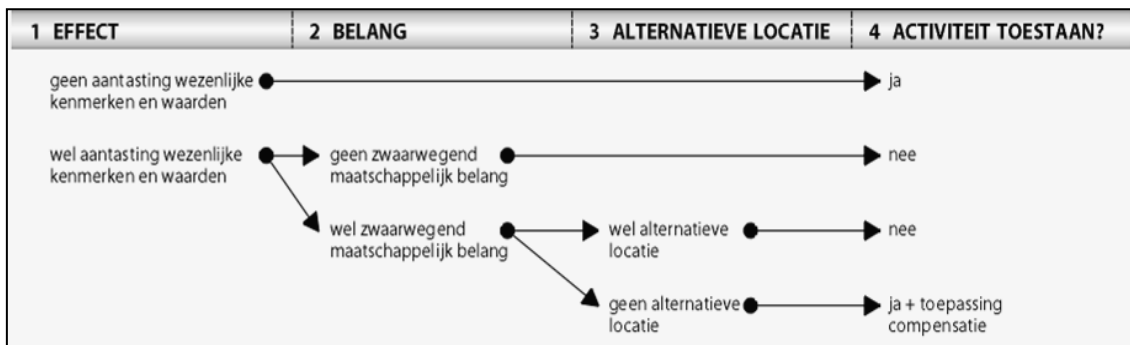 1 EFFECT
2 BELANG
3 ALTERNATIEVE LOCATIE
4 ACTIVITEIT TOESTAAN?
geen aantasting wezenlijke
kenmerken en waarden
ja
wel aantasting wezenlijke
kenmerken en waarden
geen zwaarwegend
maatschappelijk belang
nee
wel zwaarwegend
maatschappelijk belang
wel alternatieve
locatie
nee
geen alternatieve
locatie
ja + toepassing
compensatie